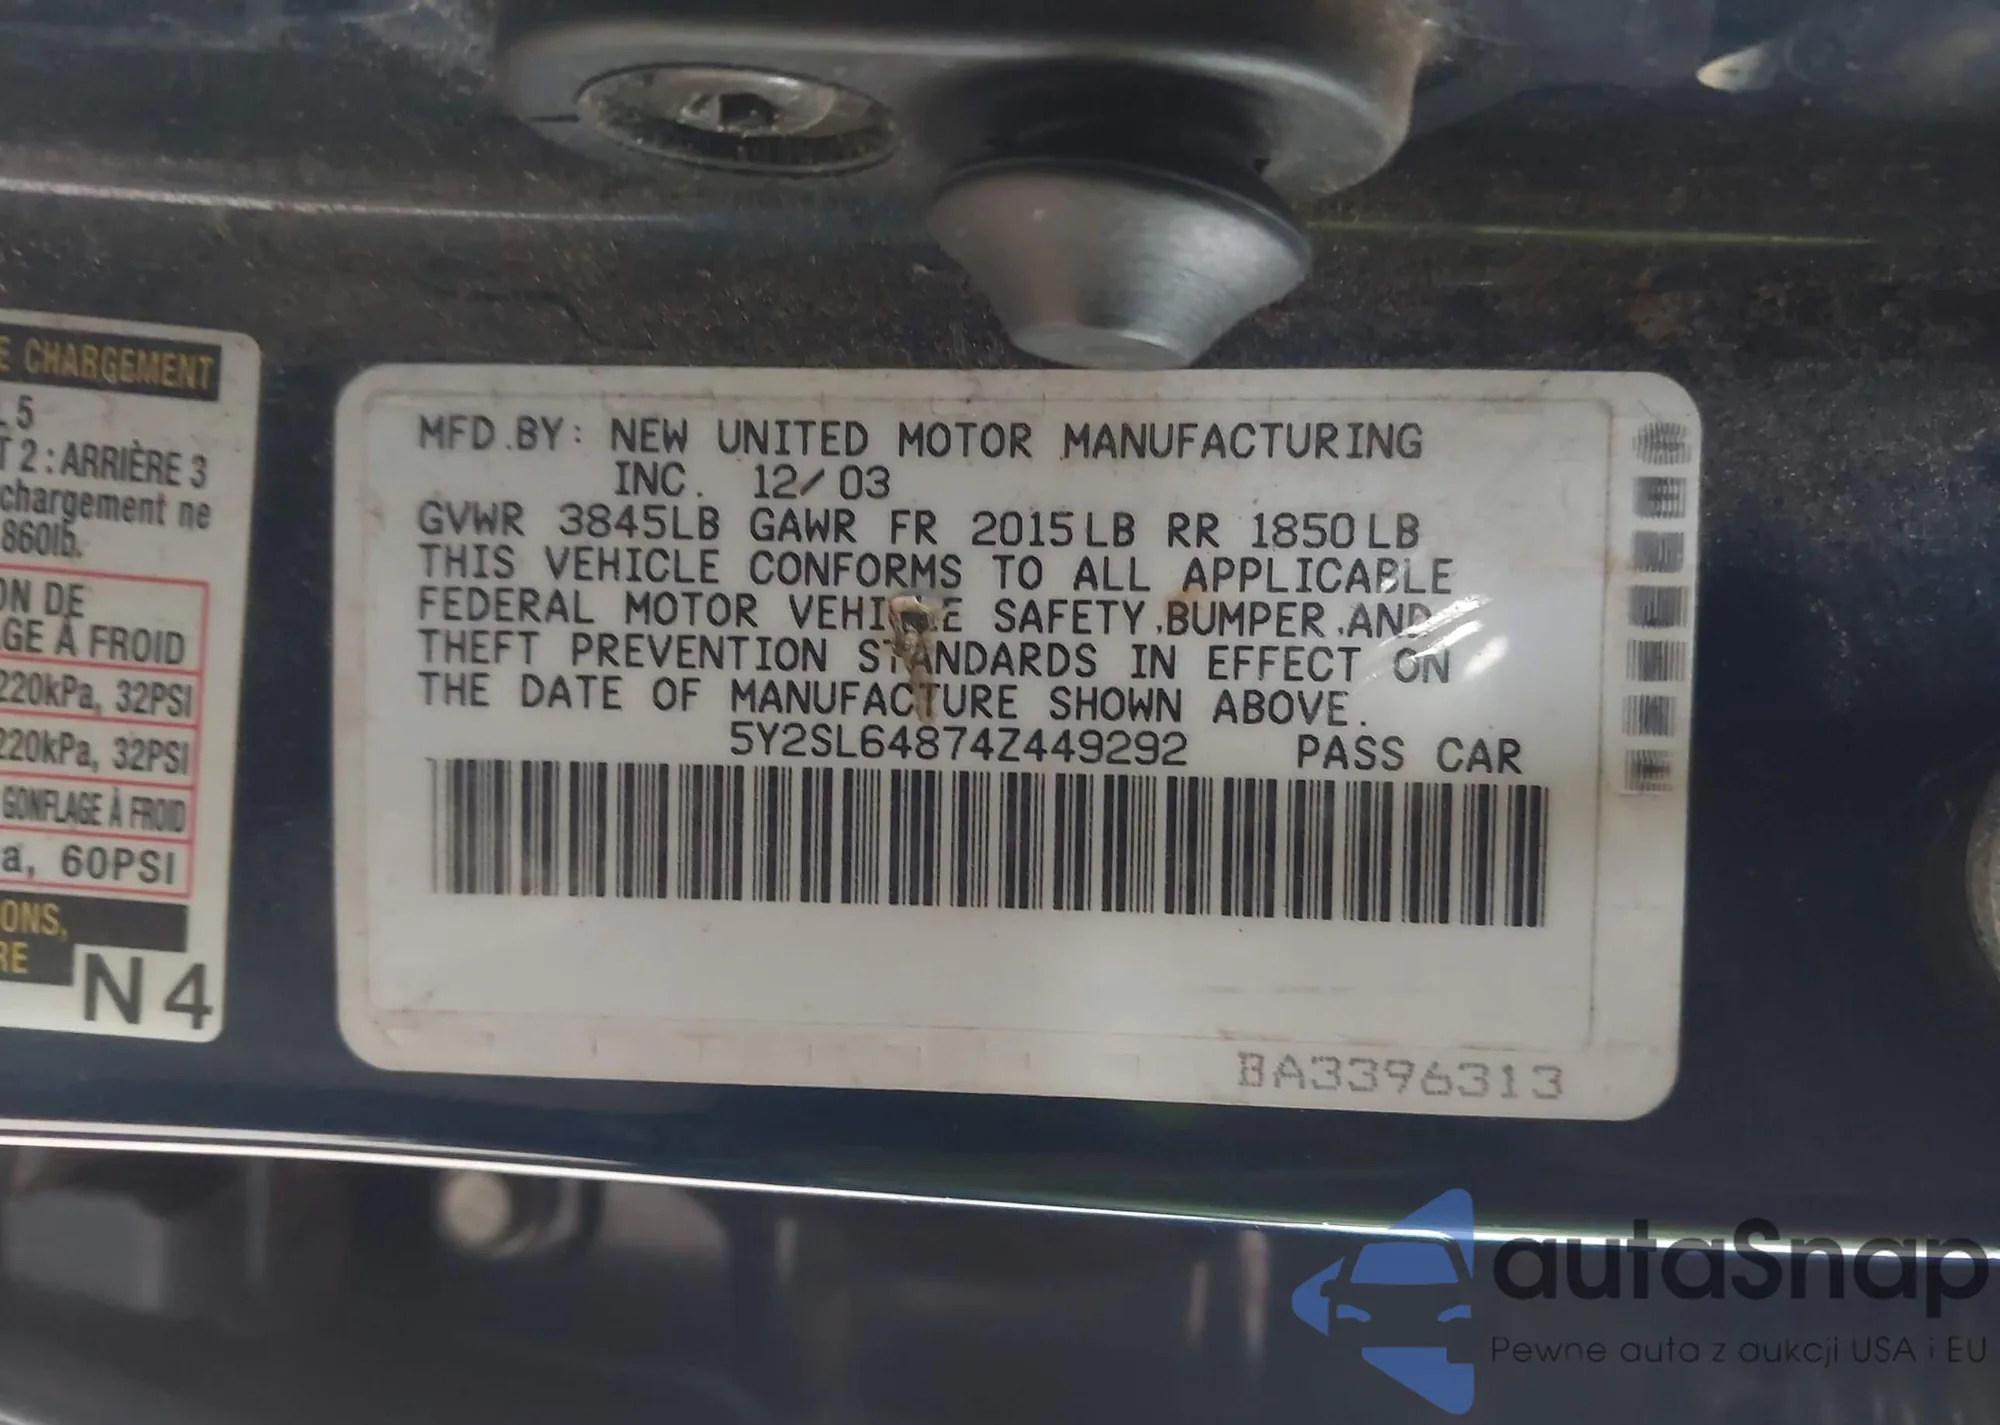 E CHARGEMENT
5
T 2 : ARRIÈRE 3
chargement ne
860lb.
ON DE
GE À FROID
220kPa, 32PSI
220kPa, 32PSI
GONFLAGE À FROID
a, 60PSI
ONS,
RE
N4
MFD.BY: NEW UNITED MOTOR MANUFACTURING
INC. 12/03
GVWR 3845LB GAWR FR 2015LB RR 1850LB
THIS VEHICLE CONFORMS TO ALL APPLICABLE
FEDERAL MOTOR VEHICLE SAFETY,BUMPER,AND
THEFT PREVENTION STANDARDS IN EFFECT ON
THE DATE OF MANUFACTURE SHOWN ABOVE.
5Y2SL64874Z449292 PASS CAR
BA3396313
autaSnap
Pewne auta z aukcji USA i EU